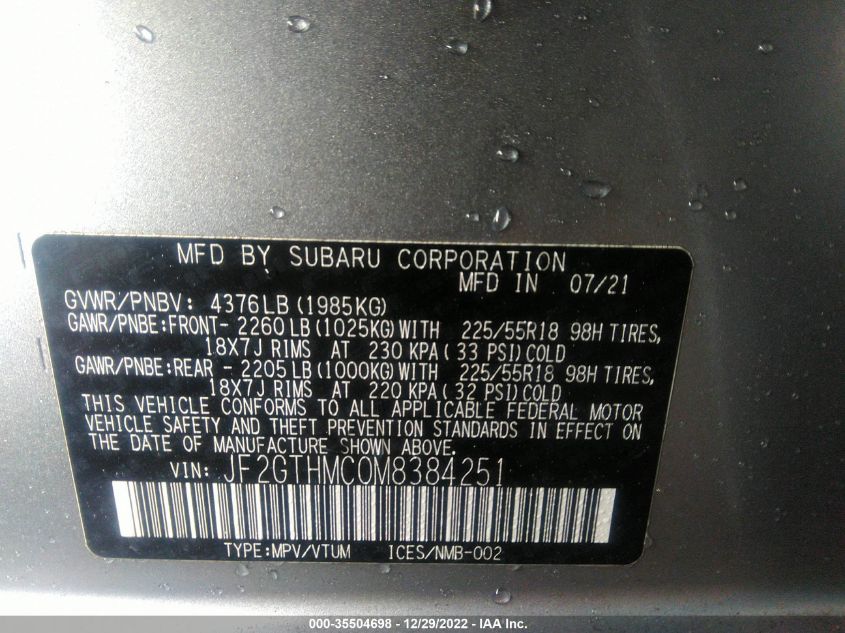 MFD BY SUBARU CORPORATION
MFD IN 07/21
GVWR/PNBV: 4376LB (1985KG)
GAWR/PNBE:FRONT- 2260LB (1025KG) WITH 225/55R18 98H TIRES,
18X7J RIMS AT 230 KPA ( 33 PSI) COLD
GAWR/PNBE:REAR - 2205LB (1000KG) WITH 225/55R18 98H TIRES,
18X7J RIMS AT 220 KPA ( 32 PSI) COLD
THIS VEHICLE CONFORMS TO ALL APPLICABLE FEDERAL MOTOR
VEHICLE SAFETY AND THEFT PREVENTION STANDARDS IN EFFECT ON
THE DATE OF MANUFACTURE SHOWN ABOVE.
VIN: JF2GTHMC0M8384251
TYPE:MPV/VTUM ICES/NMB-002
000-35504698 - 12/29/2022 - IAA Inc.